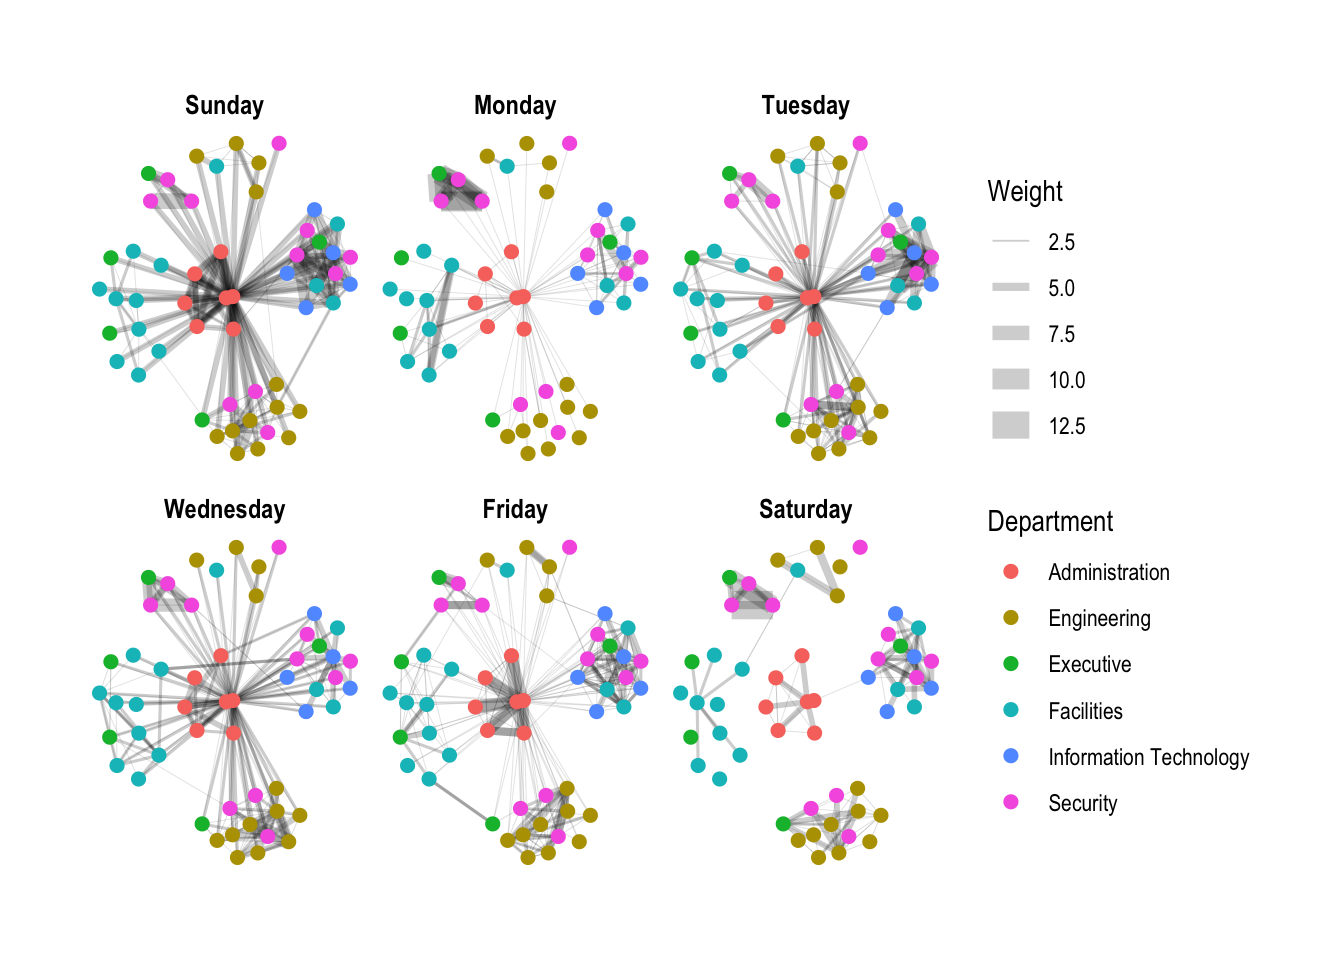 Sunday
Monday
Tuesday
Wednesday
Friday
Saturday
Weight
2.5
5.0
7.5
10.0
12.5
Department
Administration
Engineering
Executive
Facilities
Information Technology
Security